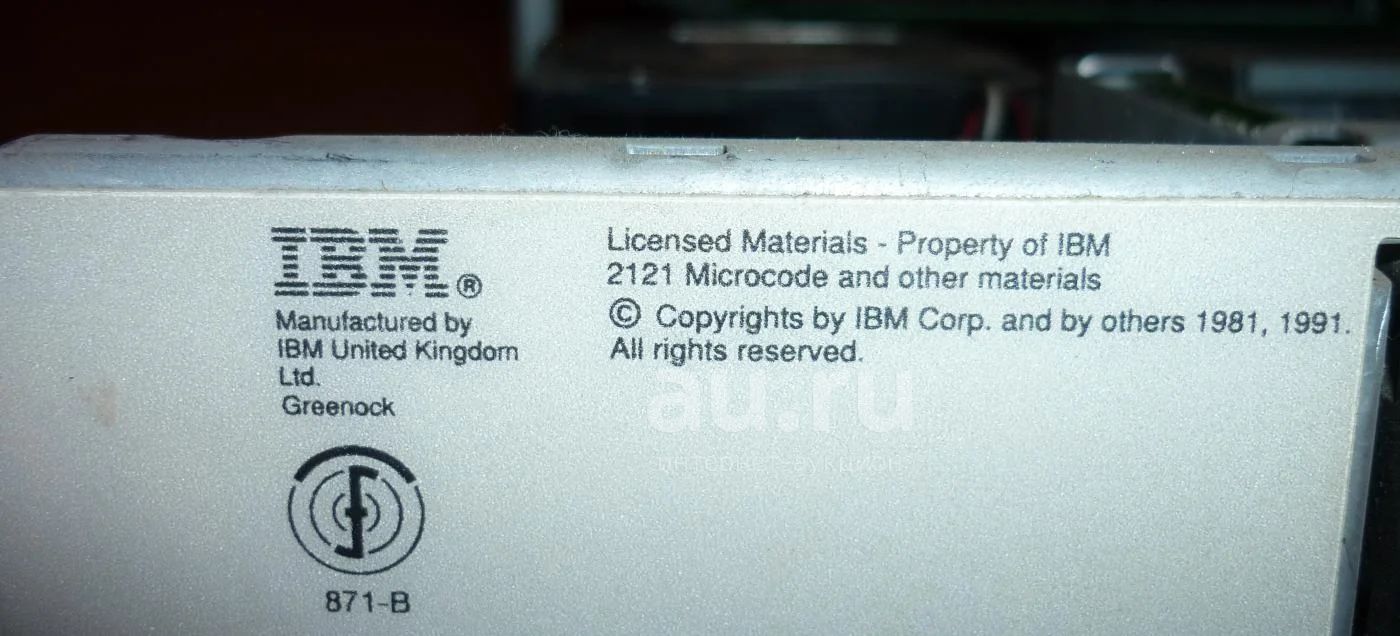 IBM®
Manufactured by
IBM United Kingdom
Ltd.
Greenock
871-B
Licensed Materials - Property of IBM
2121 Microcode and other materials
© Copyrights by IBM Corp. and by others 1981, 1991.
All rights reserved.
au.ru